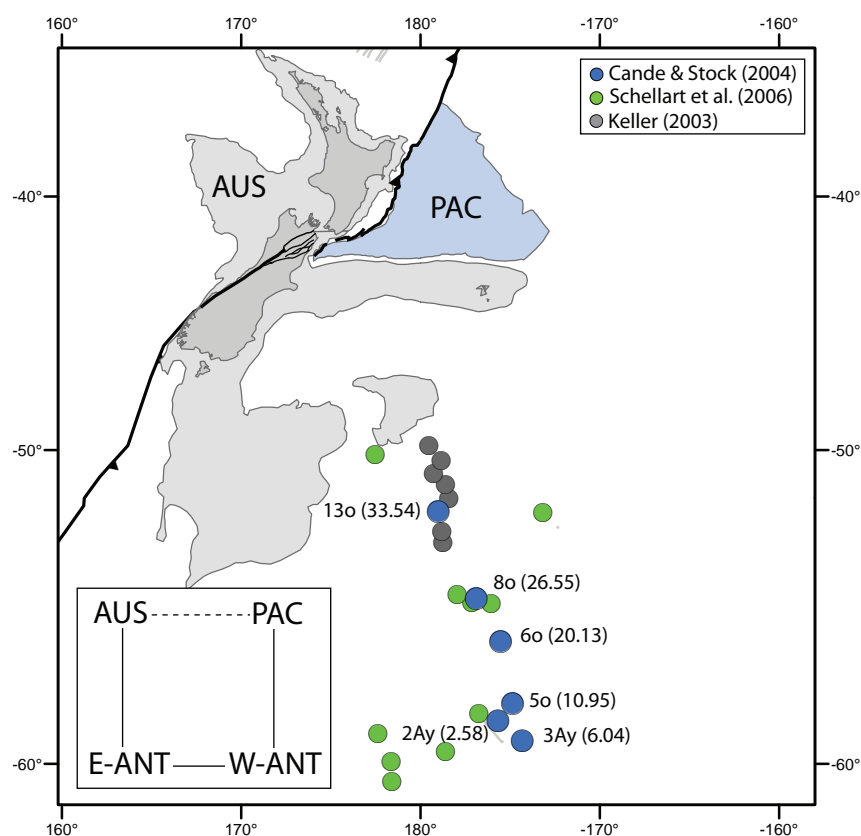 160° 170° 180° -170° -160°
Cande & Stock (2004)
Schellart et al. (2006)
Keller (2003)
AUS
-40° PAC -40°
-50° -50°
13o (33.54)
8o (26.55)
AUS PAC
6o (20.13)
5o (10.95)
2Ay (2.58) 3Ay (6.04)
-60° E-ANT W-ANT -60°
160° 170° 180° -170° -160°